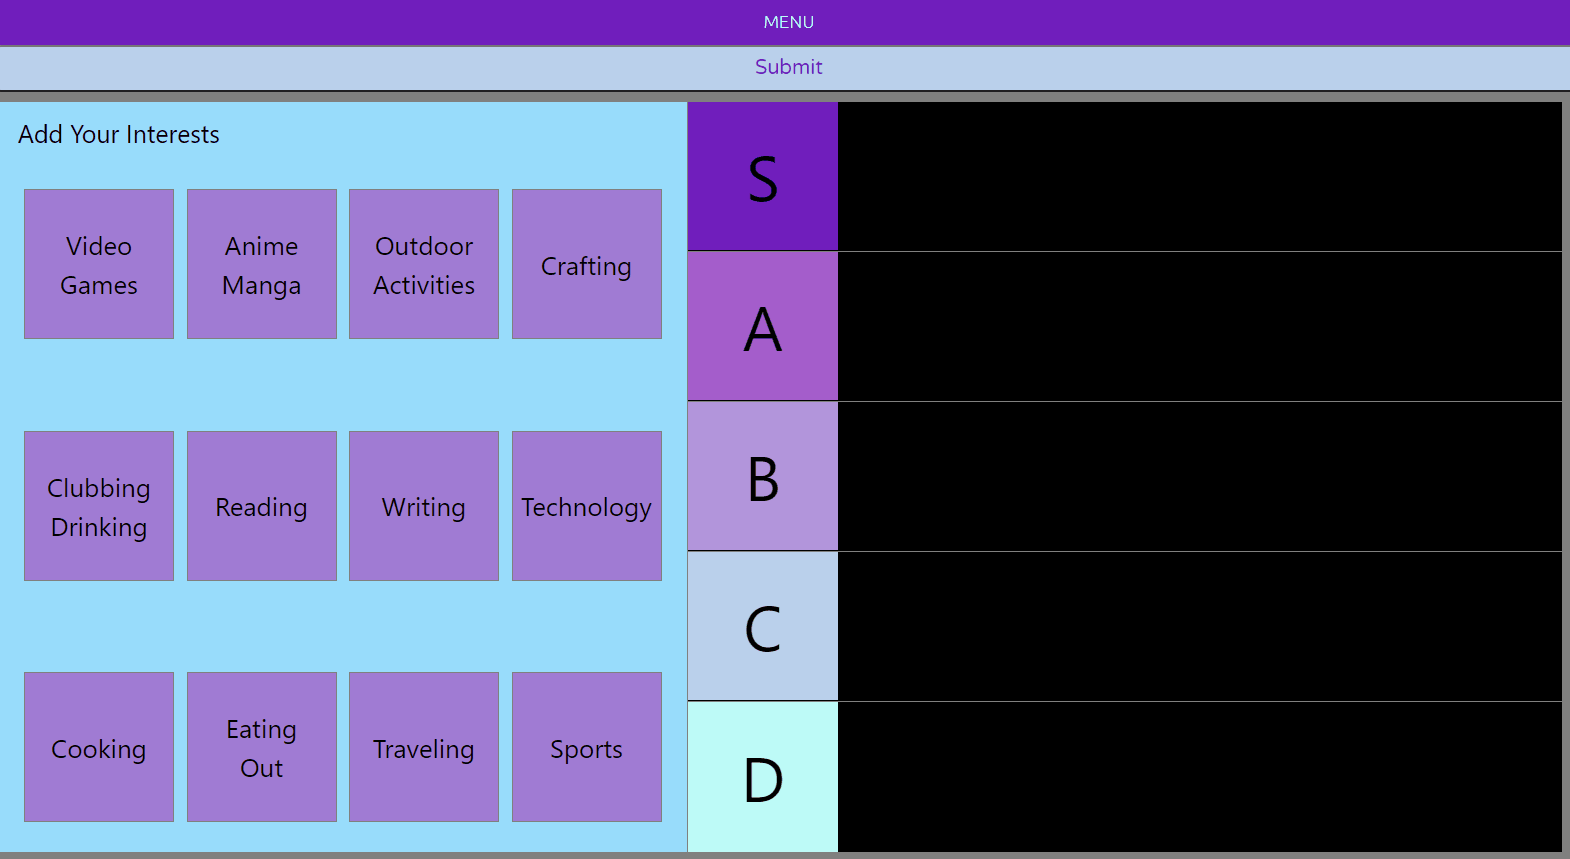 MENU
Submit
Add Your Interests
Video
Games
Anime
Manga
Outdoor
Activities
Crafting
Clubbing
Drinking
Reading
Writing
Technology
Cooking
Eating
Out
Traveling
Sports
S
A
B
C
D